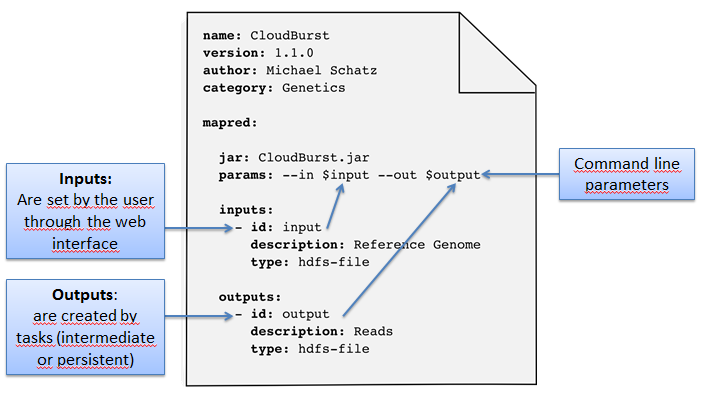 name: CloudBurst
version: 1.1.0
author: Michael Schatz
category: Genetics
mapred:
jar: CloudBurst.jar
params: --in $input --out $output
inputs:
- id: input
description: Reference Genome
type: hdfs-file
outputs:
- id: output
description: Reads
type: hdfs-file
Inputs:
Are set by the user
through the web
interface
Outputs:
are created by
tasks (intermediate
or persistent)
Command line
parameters